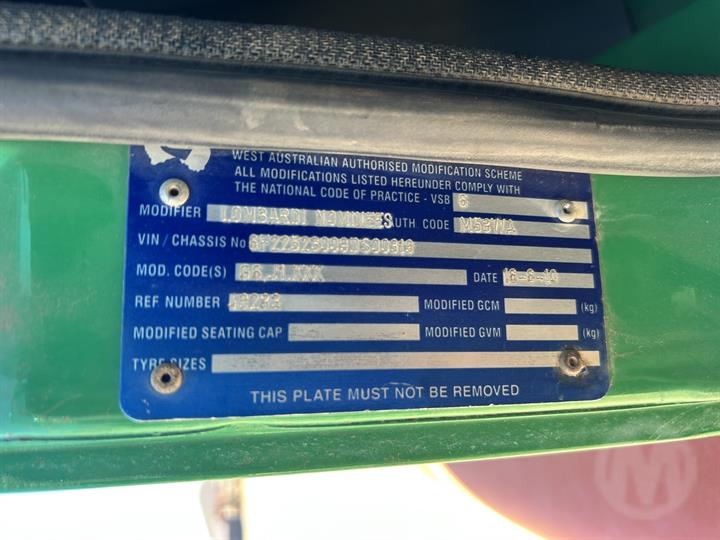 WEST AUSTRALIAN AUTHORISED MODIFICATION SCHEME
ALL MODIFICATIONS LISTED HEREUNDER COMPLY WITH
THE NATIONAL CODE OF PRACTICE - VSB 6
MODIFIER LOMBARDI NOMINEES UTH CODE M53WA
VIN / CHASSIS No
MOD. CODE(S) DATE
REF NUMBER MODIFIED GCM (kg)
MODIFIED SEATING CAP MODIFIED GVM (kg)
TYRE SIZES
THIS PLATE MUST NOT BE REMOVED
M